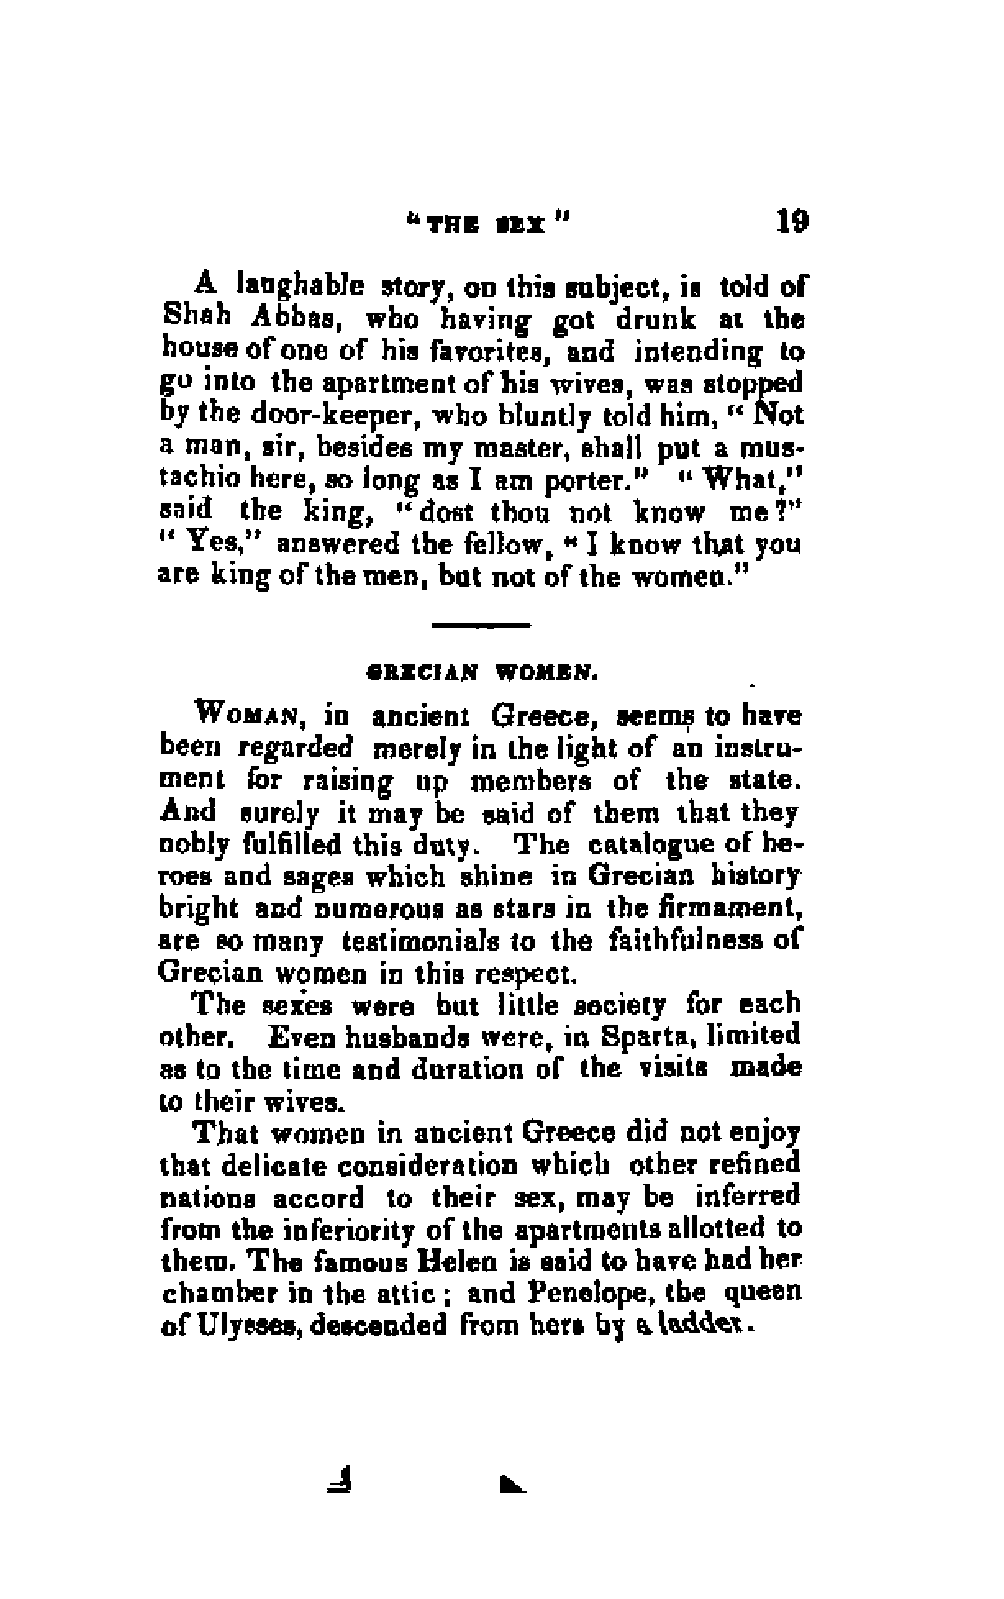 "THE SEX" 19
A laughable story, on this subject, is told of
Shah Abbas, who having got drunk at the
house of one of his favorites, and intending to
go into the apartment of his wives, was stopped
by the door-keeper, who bluntly told him, "Not
a man, sir, besides my master, shall put a mus-
tachio here, so long as I am porter." "What,"
said the king, "dost thou not know me?"
"Yes," answered the fellow, "I know that you
are king of the men, but not of the women."
GRECIAN WOMEN.
WOMAN, in ancient Greece, seems to have
been regarded merely in the light of an instru-
ment for raising up members of the state.
And surely it may be said of them that they
nobly fulfilled this duty. The catalogue of he-
roes and sages which shine in Grecian history
bright and numerous as stars in the firmament,
are so many testimonials to the faithfulness of
Grecian women in this respect.
The sexes were but little society for each
other. Even husbands were, in Sparta, limited
as to the time and duration of the visits made
to their wives.
That women in ancient Greece did not enjoy
that delicate consideration which other refined
nations accord to their sex, may be inferred
from the inferiority of the apartments allotted to
them. The famous Helen is said to have had her
chamber in the attic; and Penelope, the queen
of Ulysses, descended from hers by a ladder.